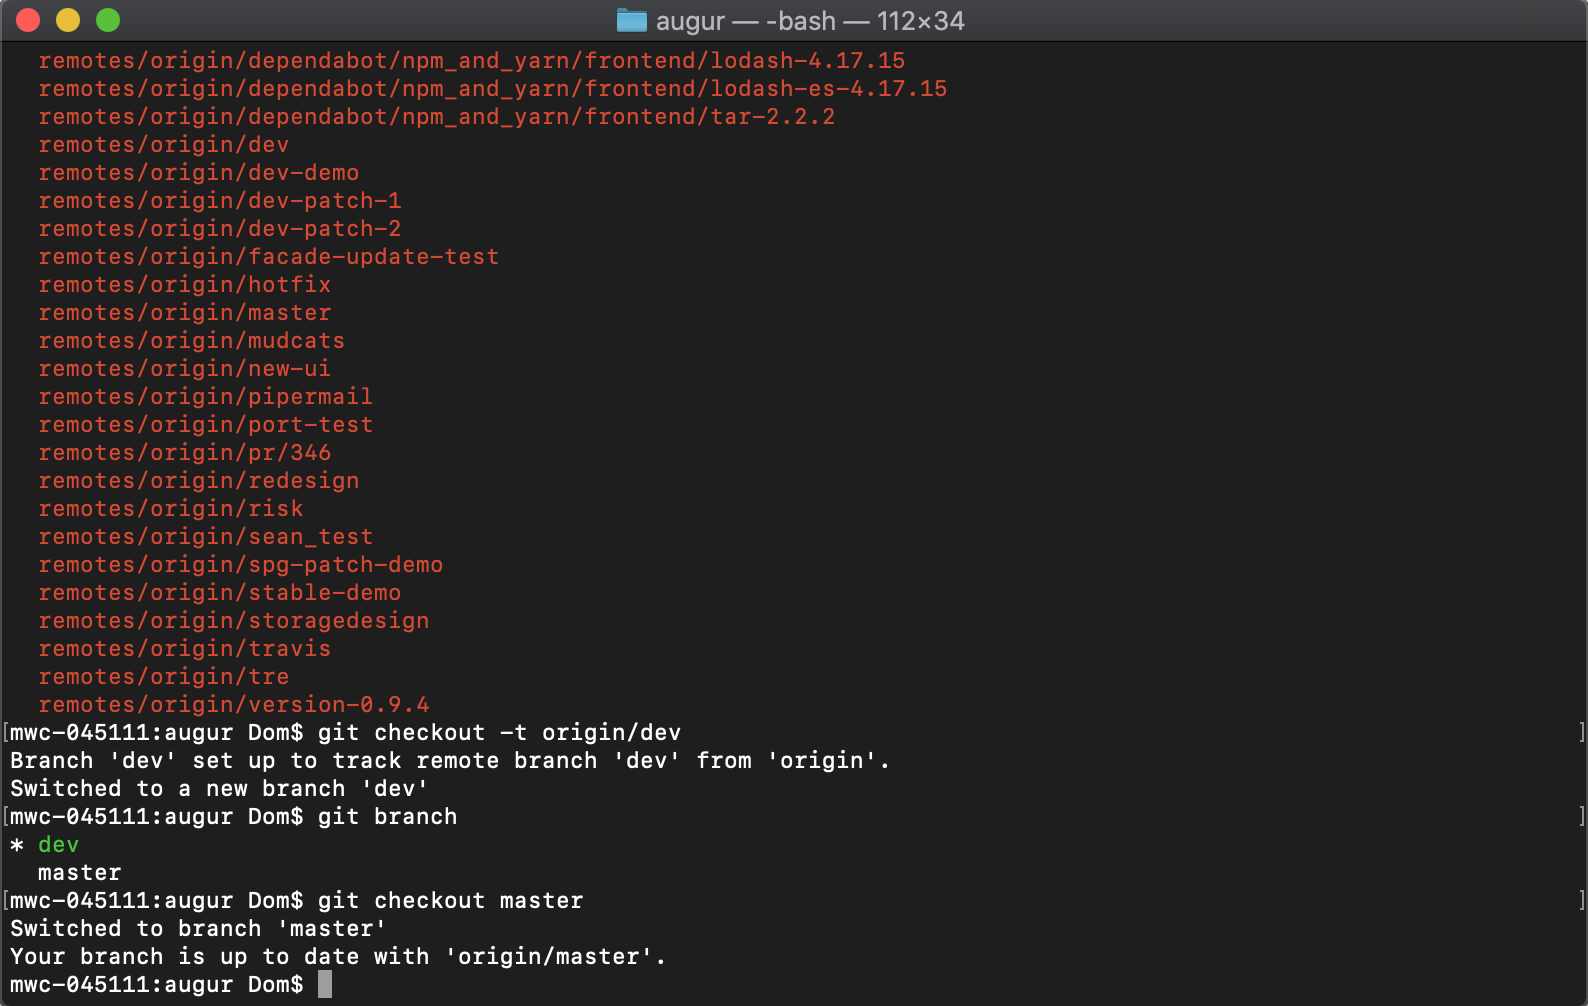 augur — -bash — 112×34
remotes/origin/dependabot/npm_and_yarn/frontend/lodash-4.17.15
remotes/origin/dependabot/npm_and_yarn/frontend/lodash-es-4.17.15
remotes/origin/dependabot/npm_and_yarn/frontend/tar-2.2.2
remotes/origin/dev
remotes/origin/dev-demo
remotes/origin/dev-patch-1
remotes/origin/dev-patch-2
remotes/origin/facade-update-test
remotes/origin/hotfix
remotes/origin/master
remotes/origin/mudcats
remotes/origin/new-ui
remotes/origin/pipermail
remotes/origin/port-test
remotes/origin/pr/346
remotes/origin/redesign
remotes/origin/risk
remotes/origin/sean_test
remotes/origin/spg-patch-demo
remotes/origin/stable-demo
remotes/origin/storagedesign
remotes/origin/travis
remotes/origin/tre
remotes/origin/version-0.9.4
[mwc-045111:augur Dom$ git checkout -t origin/dev ]
Branch 'dev' set up to track remote branch 'dev' from 'origin'.
Switched to a new branch 'dev'
[mwc-045111:augur Dom$ git branch ]
* dev
master
[mwc-045111:augur Dom$ git checkout master ]
Switched to branch 'master'
Your branch is up to date with 'origin/master'.
mwc-045111:augur Dom$